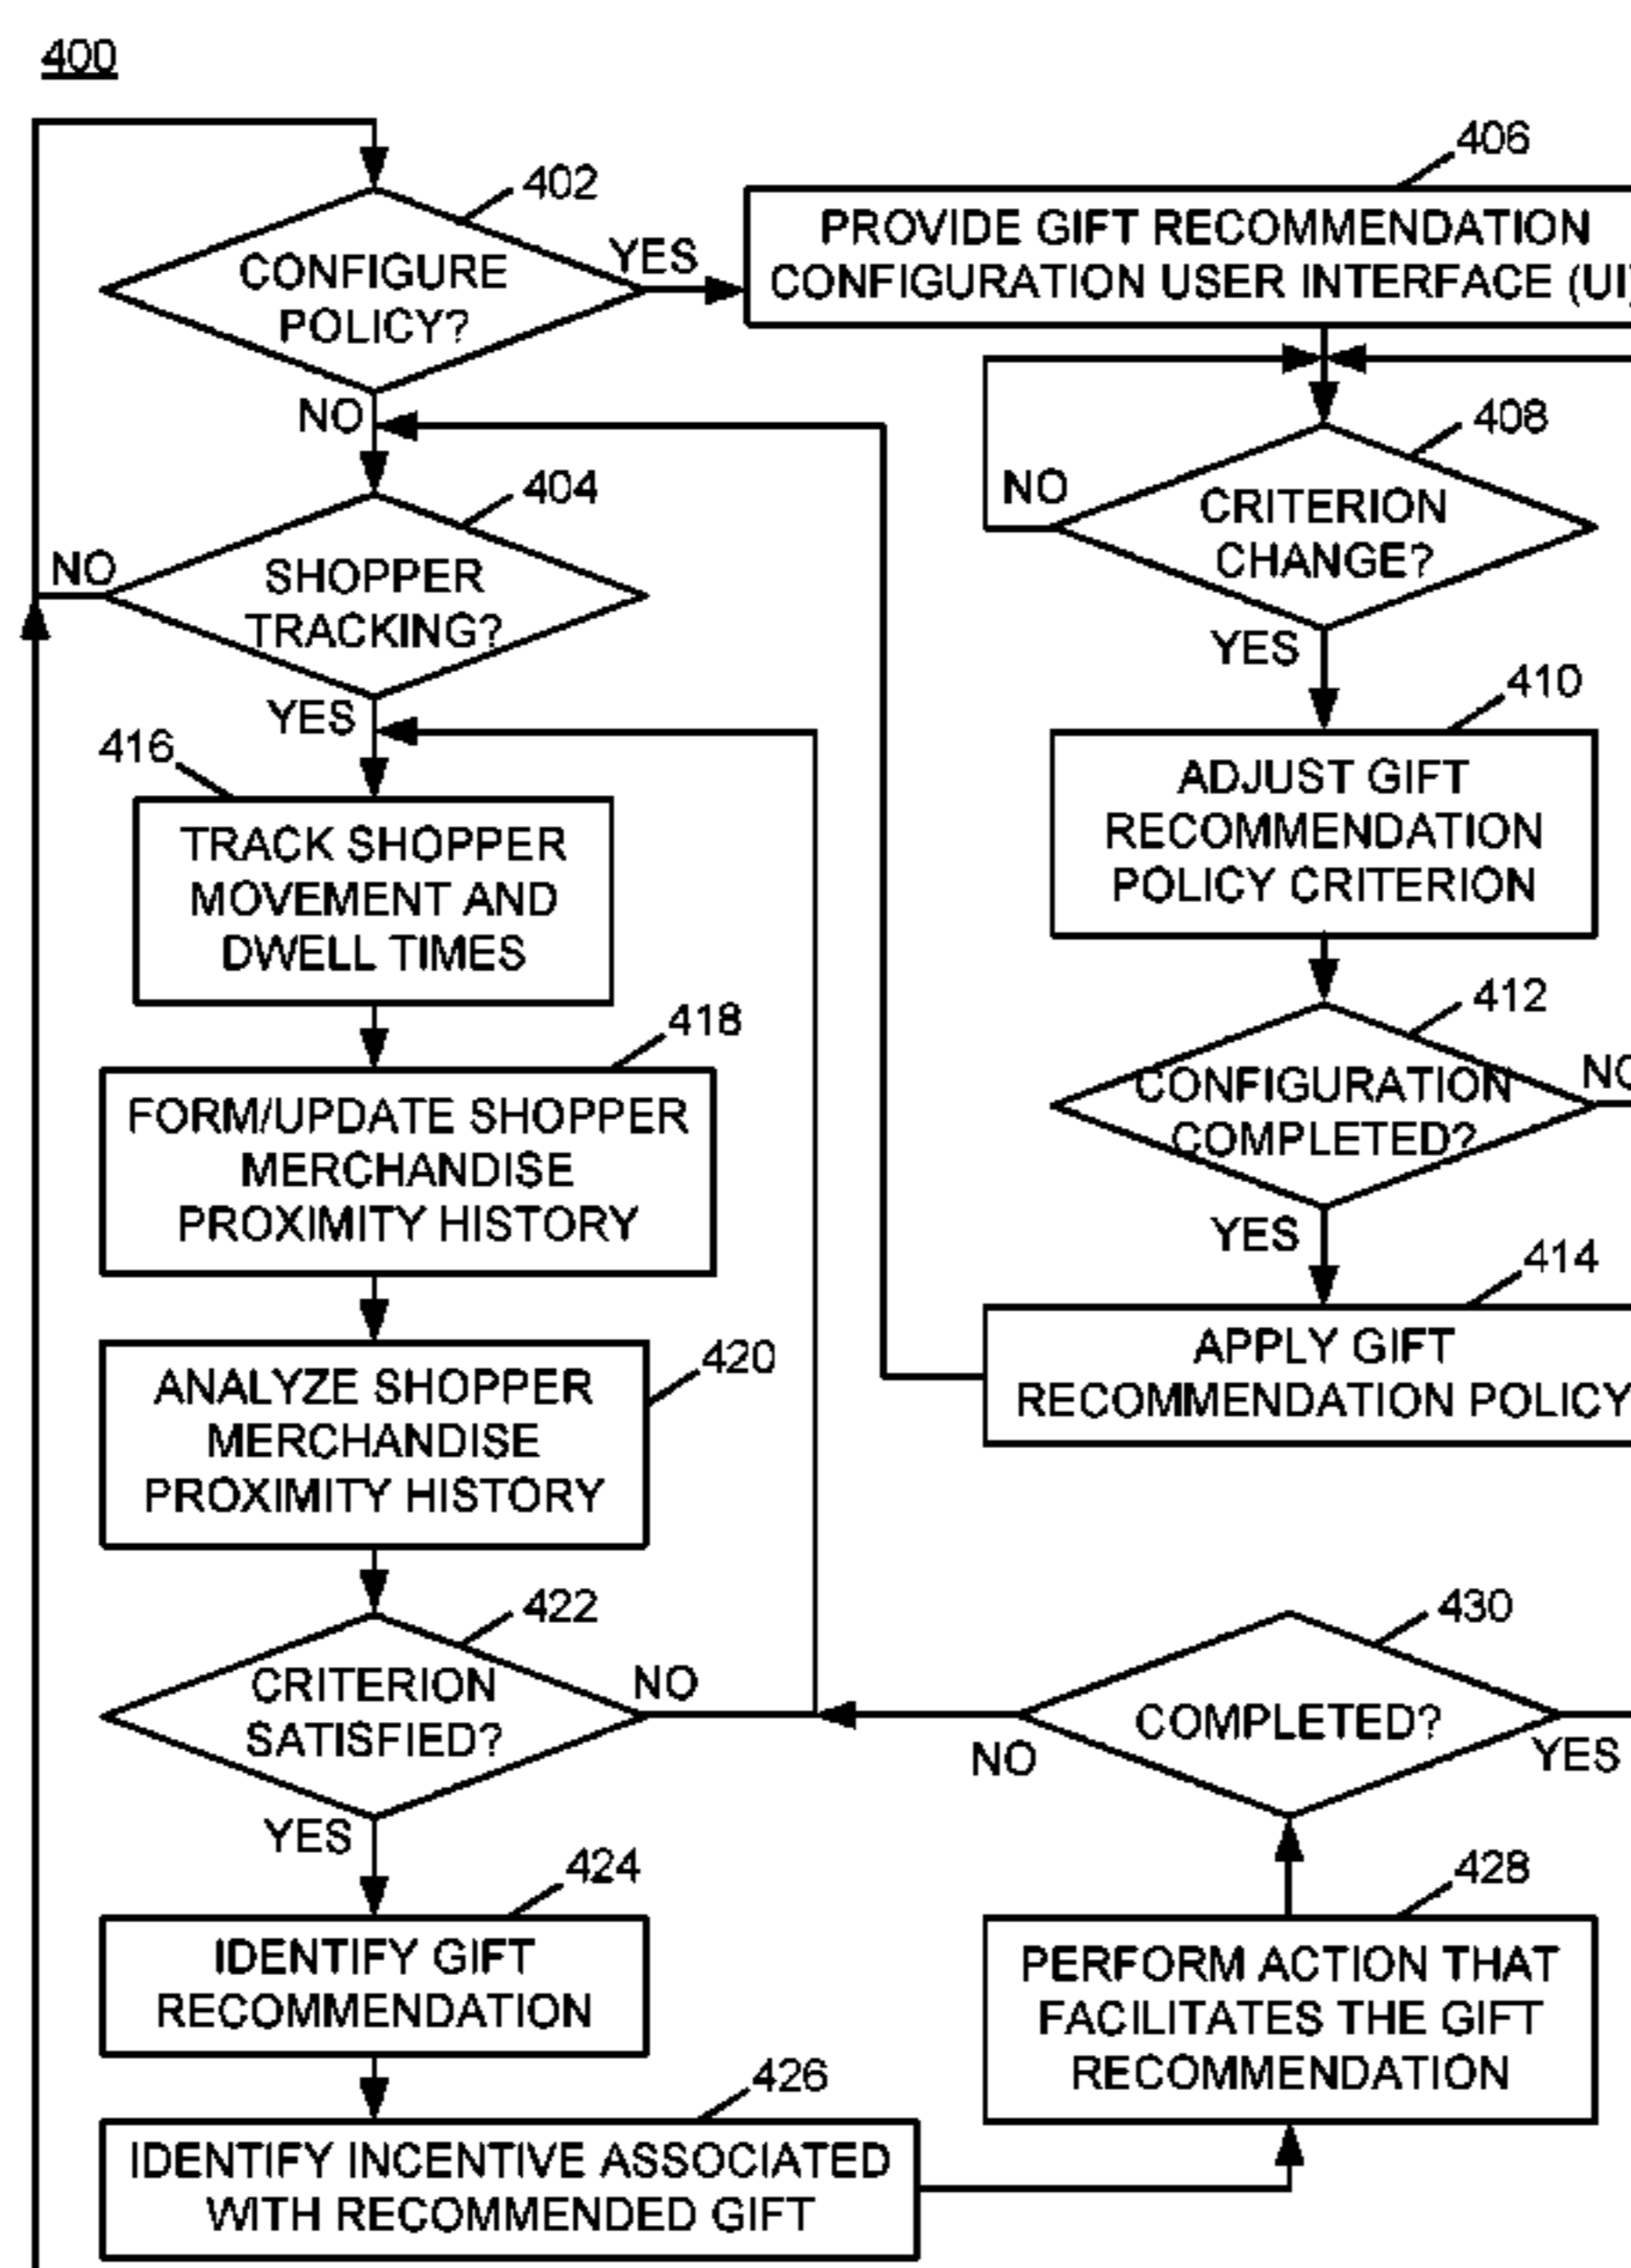 400
402
CONFIGURE
POLICY?
YES
NO
406
PROVIDE GIFT RECOMMENDATION
CONFIGURATION USER INTERFACE (UI)
404
SHOPPER
TRACKING?
NO
YES
408
CRITERION
CHANGE?
NO
YES
410
ADJUST GIFT
RECOMMENDATION
POLICY CRITERION
412
CONFIGURATION
COMPLETED?
NO
YES
414
APPLY GIFT
RECOMMENDATION POLICY
416
TRACK SHOPPER
MOVEMENT AND
DWELL TIMES
418
FORM/UPDATE SHOPPER
MERCHANDISE
PROXIMITY HISTORY
420
ANALYZE SHOPPER
MERCHANDISE
PROXIMITY HISTORY
422
CRITERION
SATISFIED?
NO
YES
424
IDENTIFY GIFT
RECOMMENDATION
426
IDENTIFY INCENTIVE ASSOCIATED
WITH RECOMMENDED GIFT
428
PERFORM ACTION THAT
FACILITATES THE GIFT
RECOMMENDATION
430
COMPLETED?
NO
YES